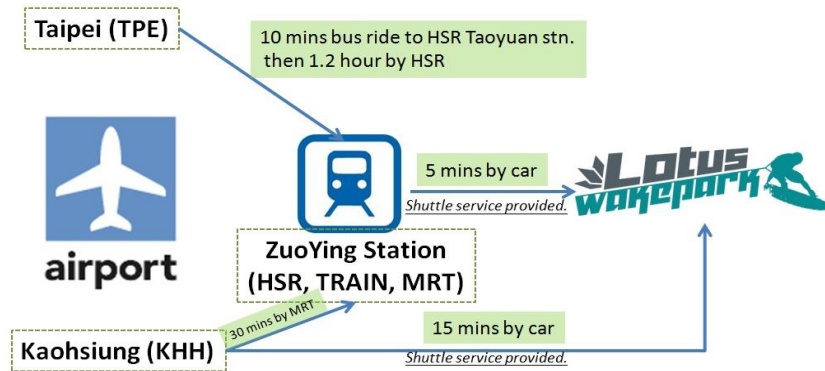 Taipei (TPE)
10 mins bus ride to HSR Taoyuan stn.
then 1.2 hour by HSR
airport
5 mins by car
Shuttle service provided.
Lotus
wakepark
ZuoYing Station
(HSR, TRAIN, MRT)
30 mins by MRT
Kaohsiung (KHH)
15 mins by car
Shuttle service provided.